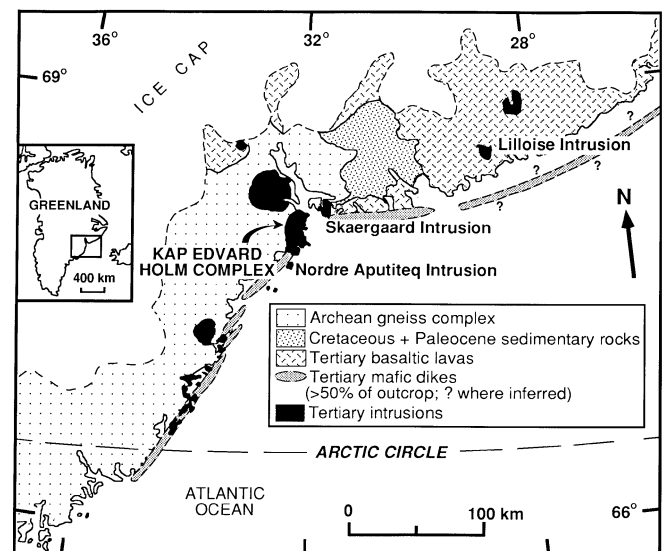 36°
32°
28°
69°
ICE CAP
?
Lilloise Intrusion
?
?
?
GREENLAND
400 km
N
Skaergaard Intrusion
KAP EDVARD
HOLM COMPLEX
Nordre Aputiteq Intrusion
Archean gneiss complex
Cretaceous + Paleocene sedimentary rocks
Tertiary basaltic lavas
Tertiary mafic dikes
(>50% of outcrop; ? where inferred)
Tertiary intrusions
ARCTIC CIRCLE
ATLANTIC
OCEAN
0 100 km
66°